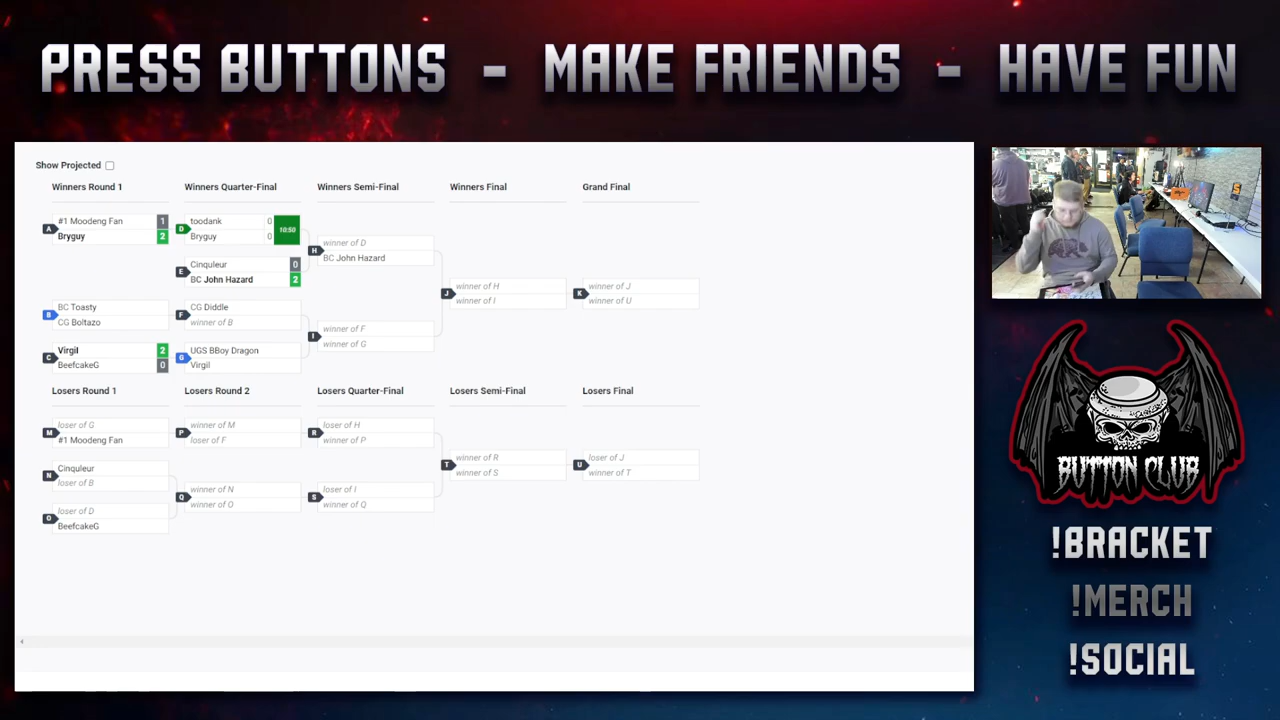 PRESS BUTTONS - MAKE FRIENDS - HAVE FUN
Show Projected
Winners Round 1
Winners Quarter-Final
Winners Semi-Final
Winners Final
Grand Final
A
#1 Moodeng Fan 1
Bryguy 2
D
toodank 0
Bryguy 0
10:50
H
winner of D
BC John Hazard
E
Cinquleur 0
BC John Hazard 2
J
winner of H
winner of I
K
winner of J
winner of U
B
BC Toasty
CG Boltazo
F
CG Diddle
winner of B
I
winner of F
winner of G
C
Virgil 2
BeefcakeG 0
G
UGS BBoy Dragon
Virgil
Losers Round 1
Losers Round 2
Losers Quarter-Final
Losers Semi-Final
Losers Final
M
loser of G
#1 Moodeng Fan
P
winner of M
loser of F
R
loser of H
winner of P
N
Cinquleur
loser of B
T
winner of R
winner of S
U
loser of J
winner of T
Q
winner of N
winner of O
S
loser of I
winner of Q
O
loser of D
BeefcakeG
BUTTON CLUB
!BRACKET
!MERCH
!SOCIAL